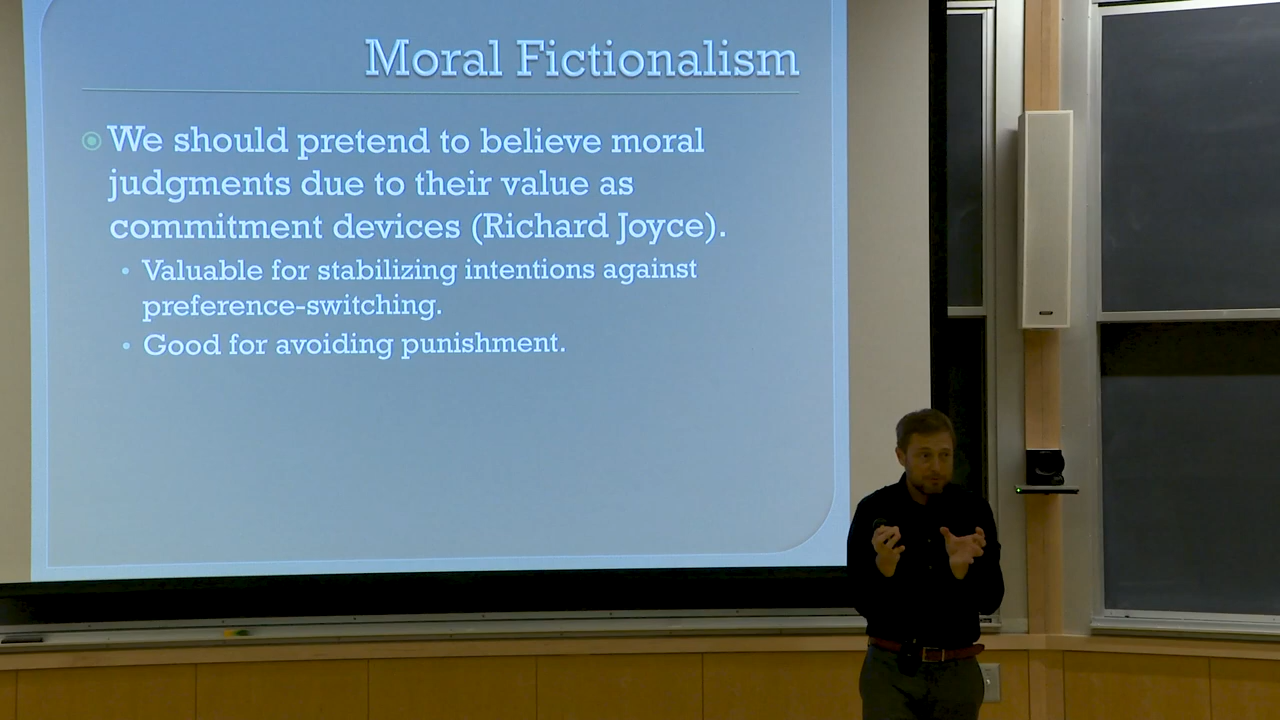 Moral Fictionalism
We should pretend to believe moral
judgments due to their value as
commitment devices (Richard Joyce).
Valuable for stabilizing intentions against
preference-switching.
Good for avoiding punishment.